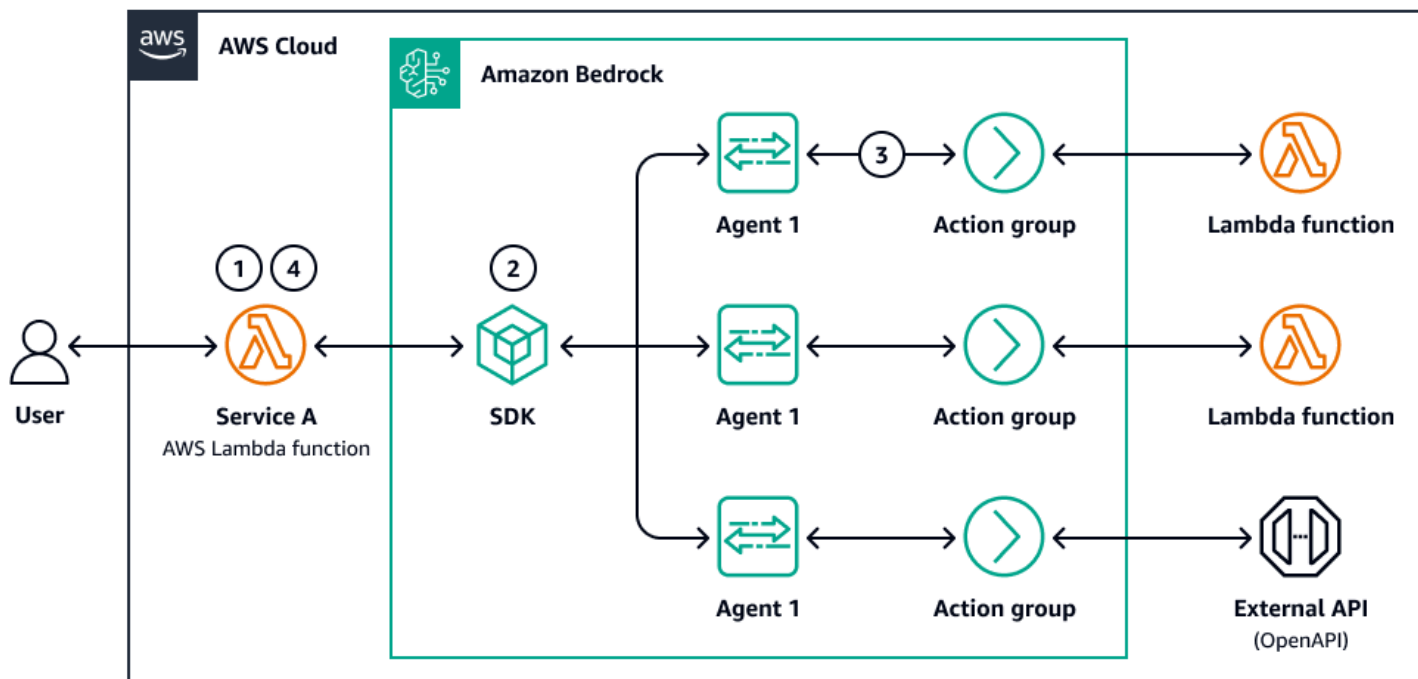 aws
AWS Cloud
Amazon Bedrock
3
Agent 1
Action group
Lambda function
1
4
2
User
Service A
AWS Lambda function
SDK
Agent 1
Action group
Lambda function
Agent 1
Action group
External API
(OpenAPI)